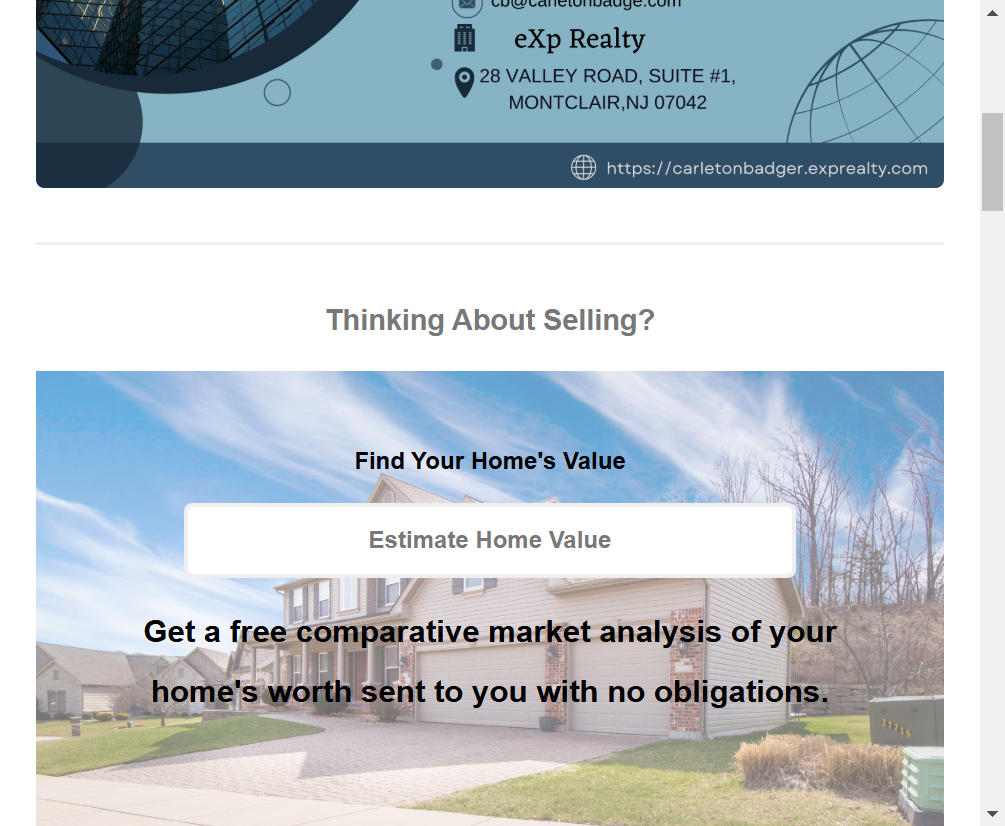 cb@carletonbadge.com
eXp Realty
28 VALLEY ROAD, SUITE #1,
MONTCLAIR,NJ 07042
https://carletonbadger.exprealty.com
Thinking About Selling?
Find Your Home's Value
Estimate Home Value
Get a free comparative market analysis of your
home's worth sent to you with no obligations.
27715